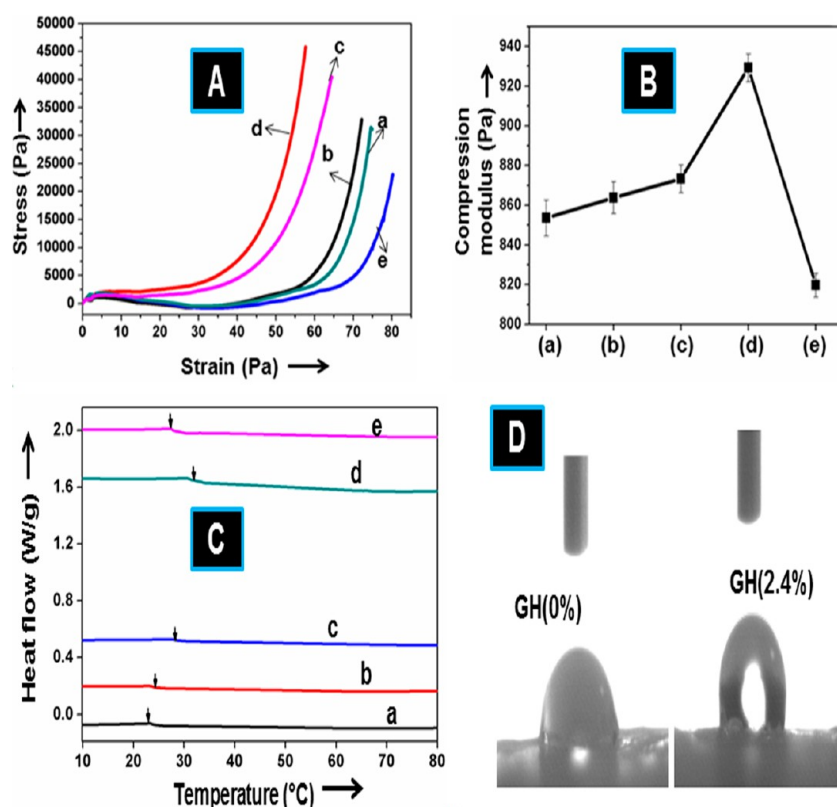 A
50000
45000
40000
35000
30000
25000
20000
15000
10000
5000
0
Stress (Pa)
d
c
b
a
e
0 10 20 30 40 50 60 70 80
Strain (Pa)
B
940
920
900
880
860
840
820
800
Compression
modulus (Pa)
(a) (b) (c) (d) (e)
C
2.0
1.6
1.2
0.8
0.4
0.0
Heat flow (W/g)
e
d
c
b
a
10 20 30 40 50 60 70 80
Temperature (°C)
D
GH(0%)
GH(2.4%)